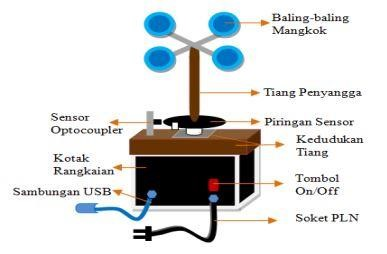 Baling-baling
Mangkok
Tiang Penyangga
Sensor
Optocoupler
Piringan Sensor
Kedudukan
Tiang
Kotak
Rangkaian
Tombol
On/Off
Sambungan USB
Soket PLN